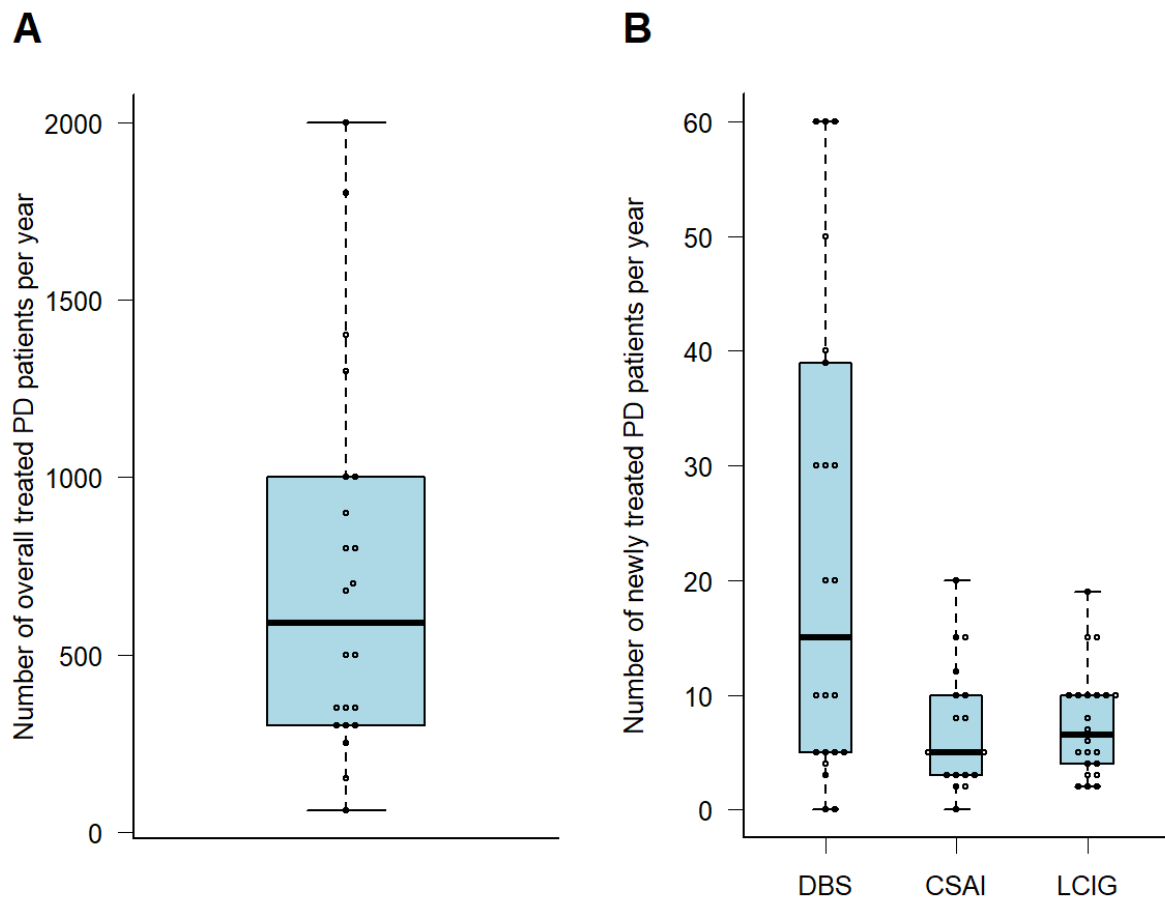 A
Number of overall treated PD patients per year
2000
1500
1000
500
0
B
Number of newly treated PD patients per year
60
50
40
30
20
10
0
DBS
CSAI
LCIG